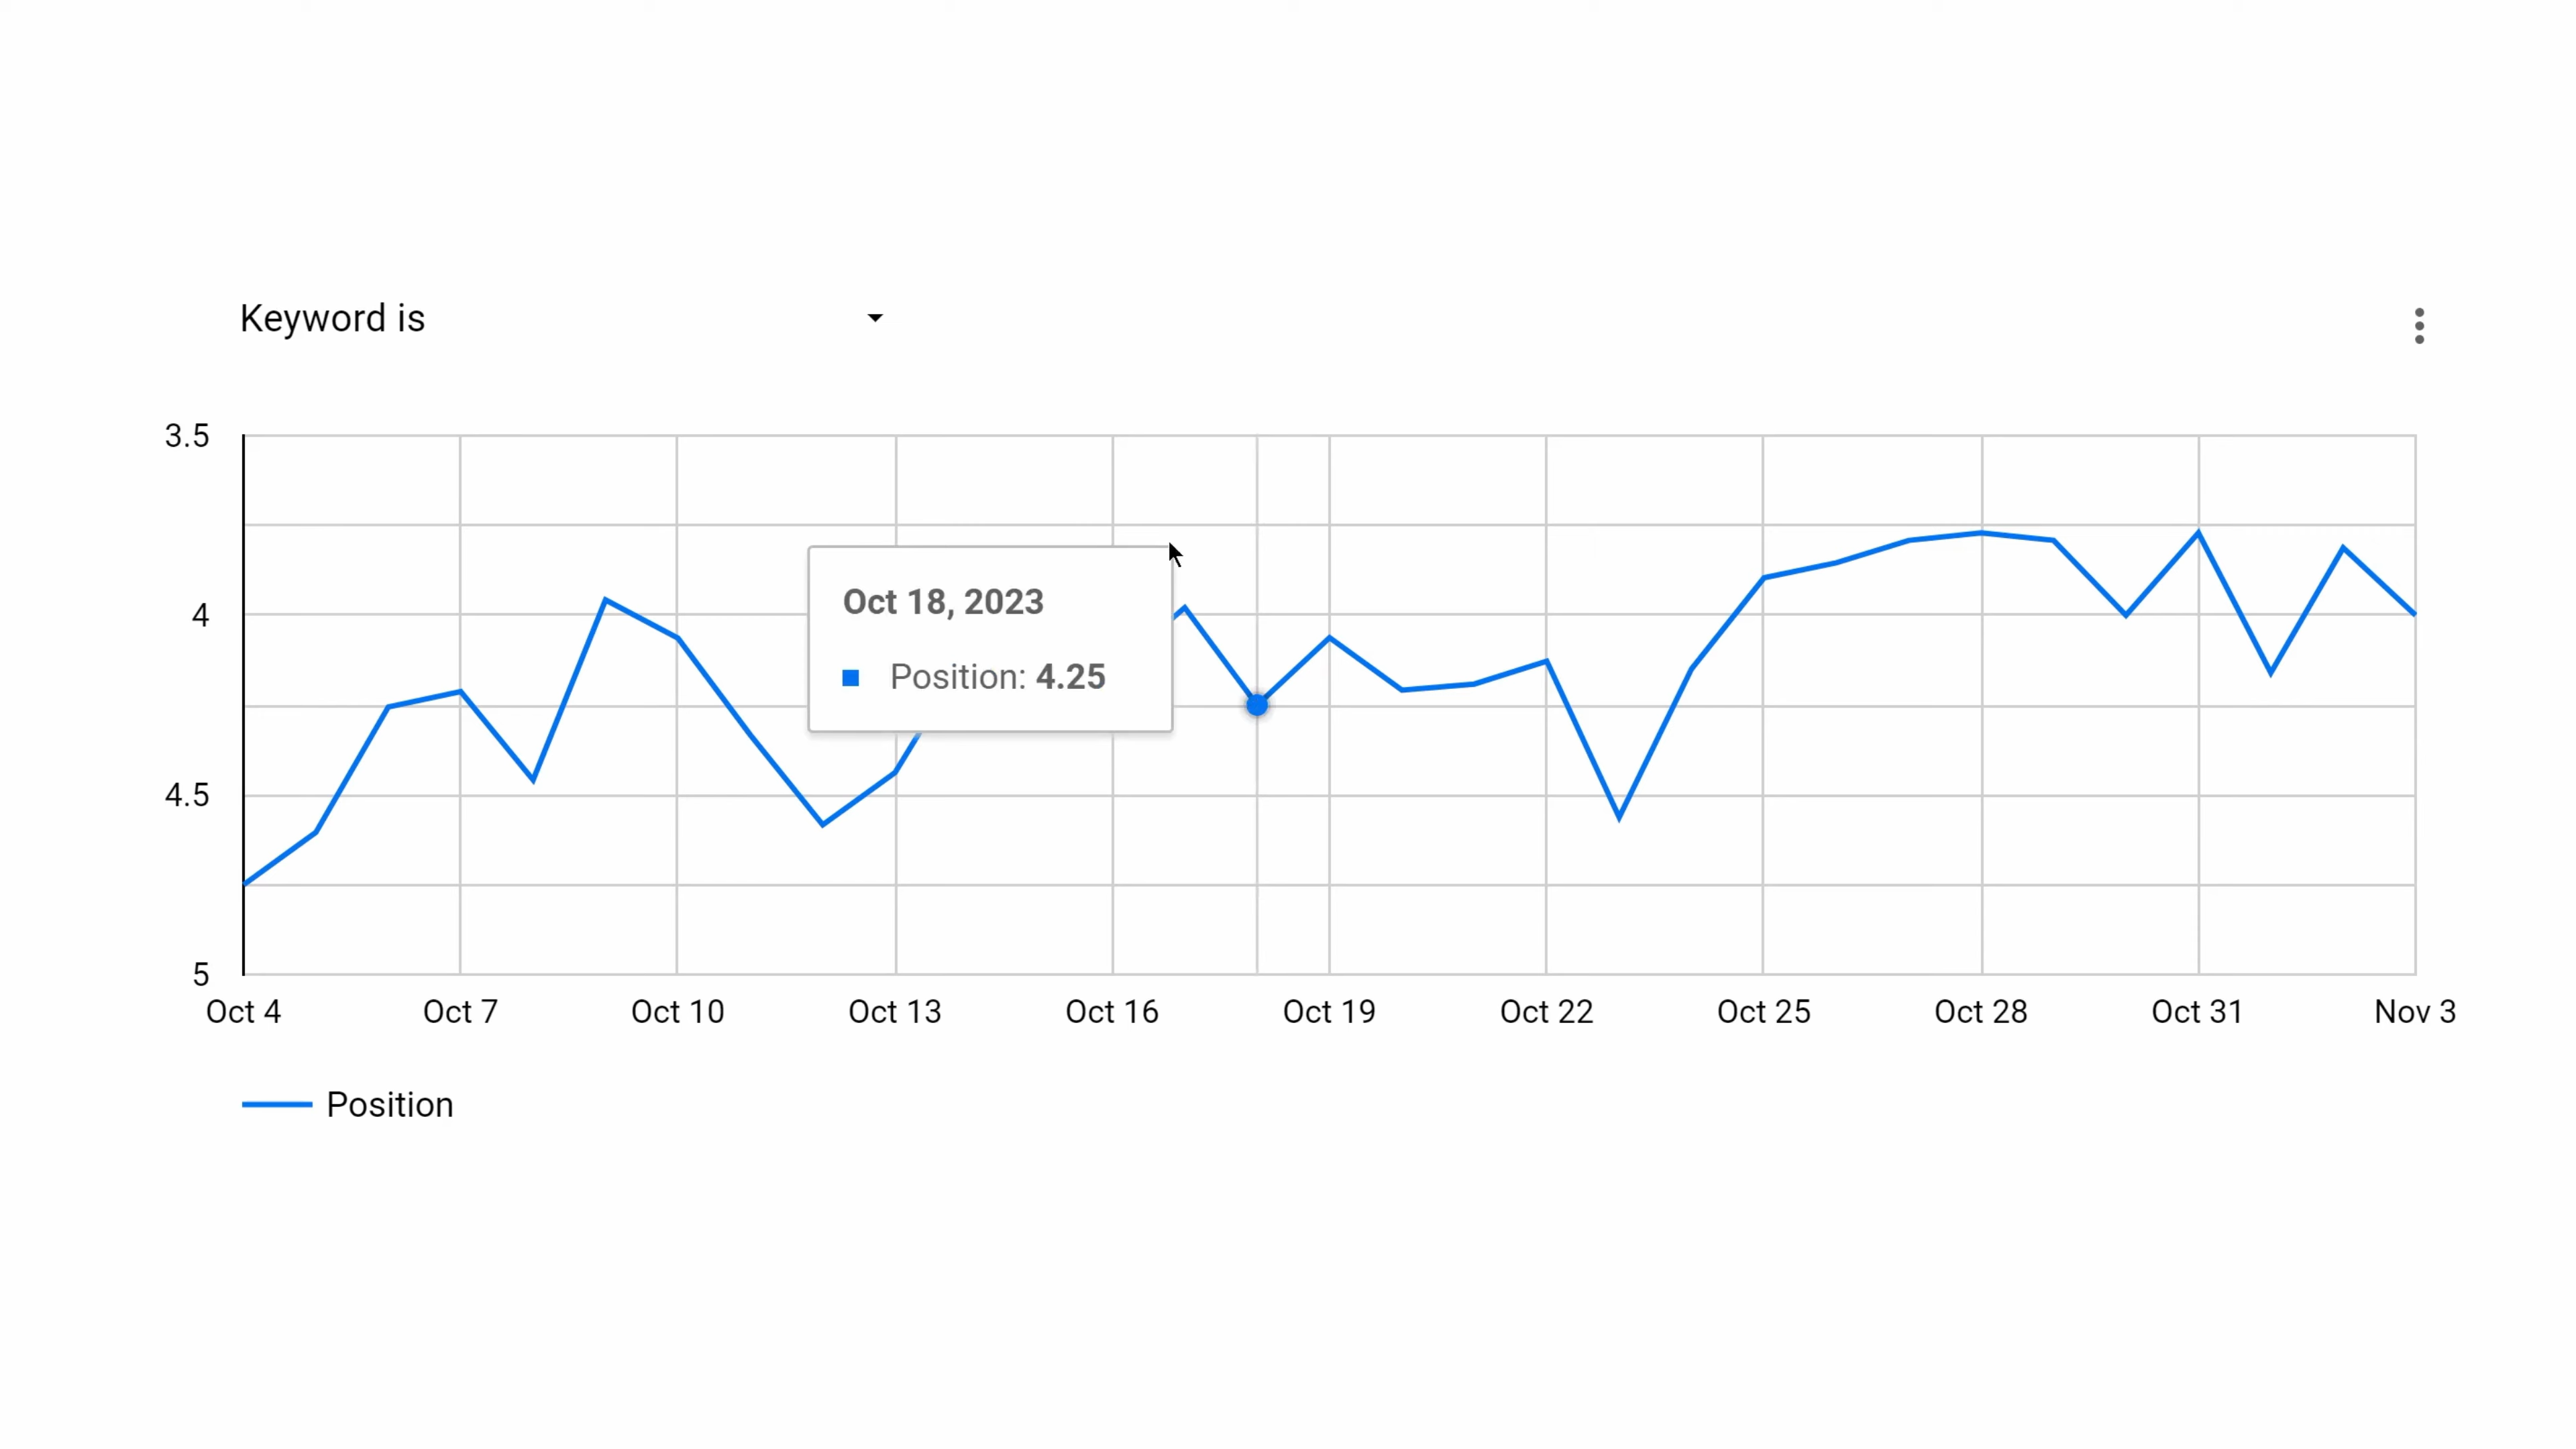 Keyword is
3.5
4
4.5
5
Oct 18, 2023
Position: 4.25
Oct 4 Oct 7 Oct 10 Oct 13 Oct 16 Oct 19 Oct 22 Oct 25 Oct 28 Oct 31 Nov 3
Position